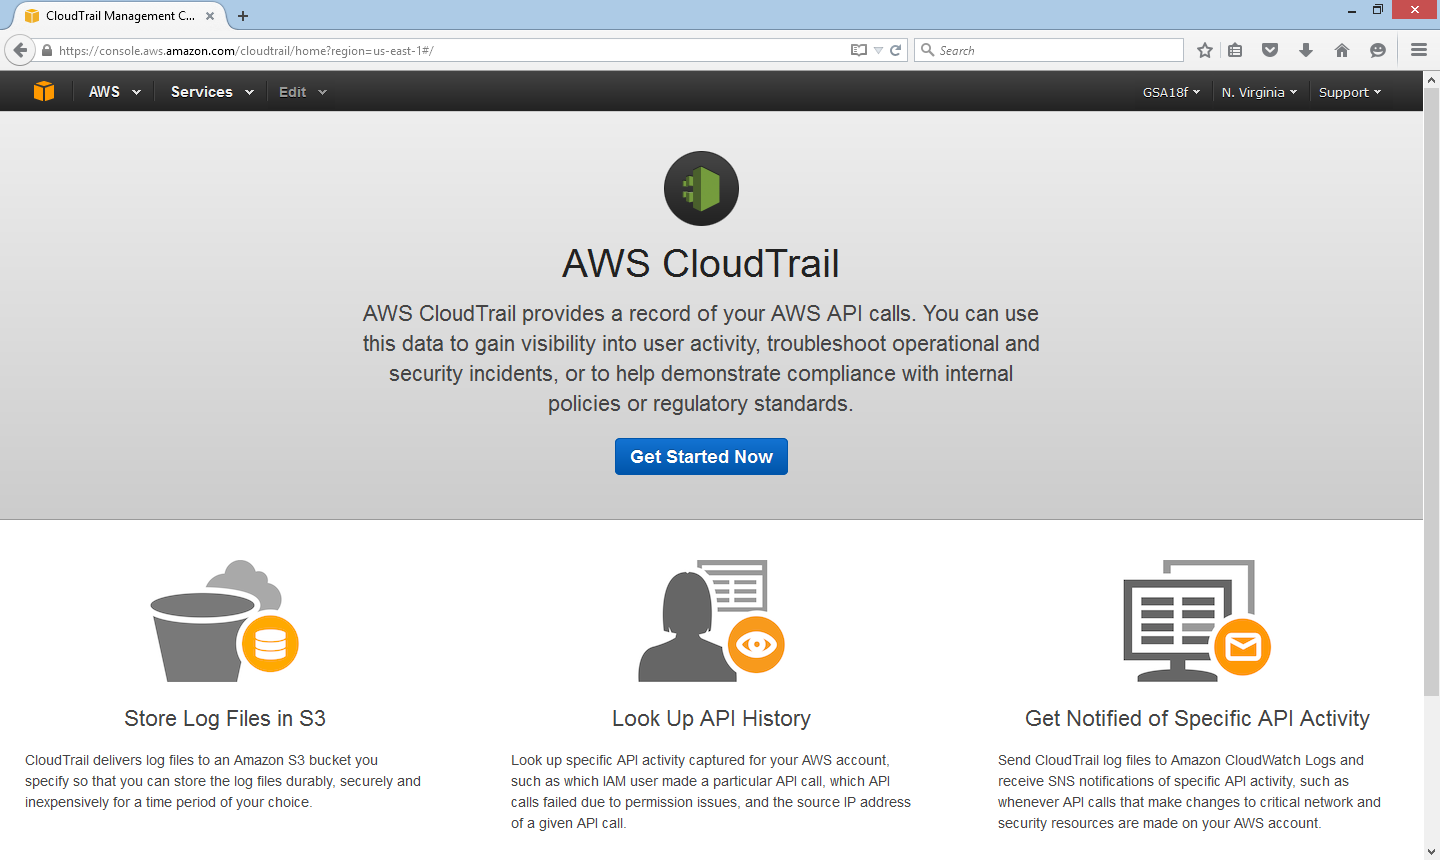 CloudTrail Management C...
https://console.aws.amazon.com/cloudtrail/home?region=us-east-1#/
Search
AWS Services Edit GSA18f N. Virginia Support
AWS CloudTrail
AWS CloudTrail provides a record of your AWS API calls. You can use
this data to gain visibility into user activity, troubleshoot operational and
security incidents, or to help demonstrate compliance with internal
policies or regulatory standards.
Get Started Now
Store Log Files in S3
CloudTrail delivers log files to an Amazon S3 bucket you
specify so that you can store the log files durably, securely and
inexpensively for a time period of your choice.
Look Up API History
Look up specific API activity captured for your AWS account,
such as which IAM user made a particular API call, which API
calls failed due to permission issues, and the source IP address
of a given API call.
Get Notified of Specific API Activity
Send CloudTrail log files to Amazon CloudWatch Logs and
receive SNS notifications of specific API activity, such as
whenever API calls that make changes to critical network and
security resources are made on your AWS account.